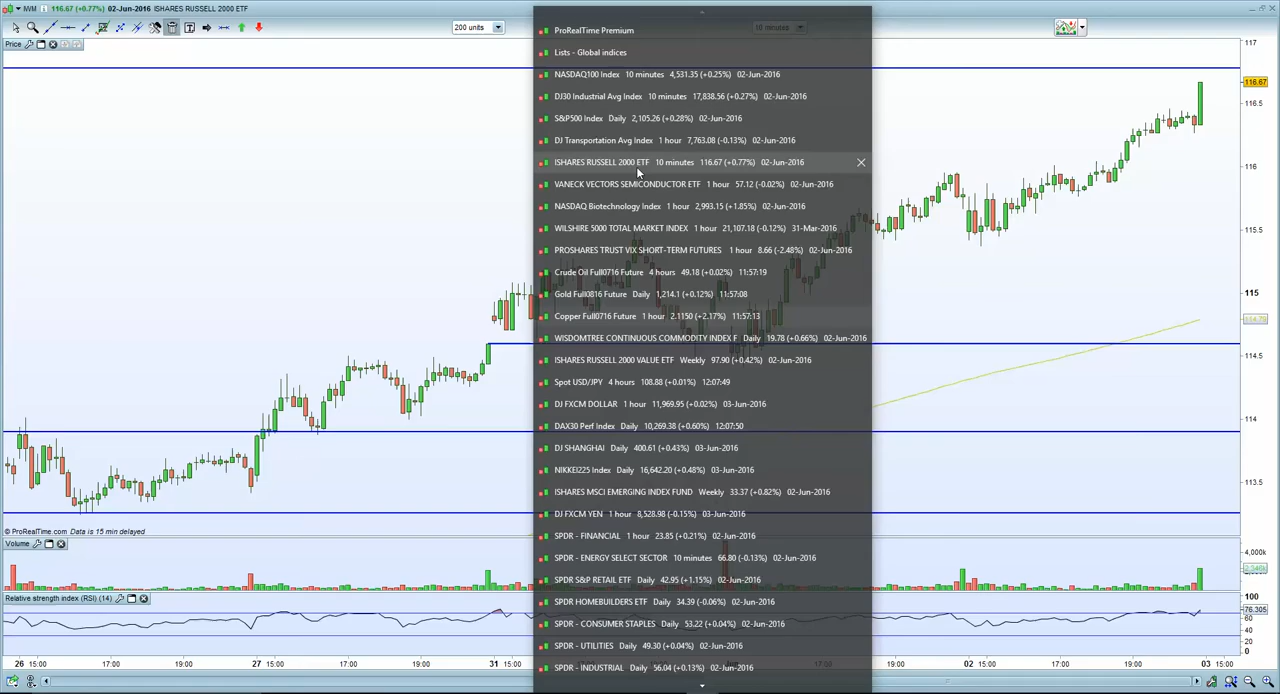 IWM 116.67 (+0.77%) 02-Jun-2016 ISHARES RUSSELL 2000 ETF
200 units
10 minutes
Price
ProRealTime Premium
Lists - Global indices
NASDAQ100 Index 10 minutes 4,531.35 (+0.25%) 02-Jun-2016
DJ30 Industrial Avg Index 10 minutes 17,838.56 (+0.27%) 02-Jun-2016
S&P500 Index Daily 2,105.26 (+0.28%) 02-Jun-2016
DJ Transportation Avg Index 1 hour 7,763.08 (-0.13%) 02-Jun-2016
ISHARES RUSSELL 2000 ETF 10 minutes 116.67 (+0.77%) 02-Jun-2016
VANECK VECTORS SEMICONDUCTOR ETF 1 hour 57.12 (-0.02%) 02-Jun-2016
NASDAQ Biotechnology Index 1 hour 2,993.15 (+1.85%) 02-Jun-2016
WILSHIRE 5000 TOTAL MARKET INDEX 1 hour 21,107.18 (-0.12%) 31-Mar-2016
PROSHARES TRUST VIX SHORT-TERM FUTURES 1 hour 8.66 (-2.48%) 02-Jun-2016
Crude Oil Full0716 Future 4 hours 49.18 (+0.02%) 11:57:19
Gold Full0816 Future Daily 1,214.1 (+0.12%) 11:57:08
Copper Full0716 Future 1 hour 2.1150 (+2.17%) 11:57:13
WISDOMTREE CONTINUOUS COMMODITY INDEX F Daily 19.78 (+0.66%) 02-Jun-2016
ISHARES RUSSELL 2000 VALUE ETF Weekly 97.90 (+0.42%) 02-Jun-2016
Spot USD/JPY 4 hours 108.88 (+0.01%) 12:07:49
DJ FXCM DOLLAR 1 hour 11,969.95 (+0.02%) 03-Jun-2016
DAX30 Perf Index Daily 10,269.38 (+0.60%) 12:07:50
DJ SHANGHAI Daily 400.61 (+0.43%) 03-Jun-2016
NIKKEI225 Index Daily 16,642.20 (+0.48%) 03-Jun-2016
ISHARES MSCI EMERGING INDEX FUND Weekly 33.37 (+0.82%) 02-Jun-2016
DJ FXCM YEN 1 hour 8,528.98 (-0.15%) 03-Jun-2016
SPDR - FINANCIAL 1 hour 23.85 (+0.21%) 02-Jun-2016
SPDR - ENERGY SELECT SECTOR 10 minutes 66.80 (-0.13%) 02-Jun-2016
SPDR S&P RETAIL ETF Daily 42.95 (+1.15%) 02-Jun-2016
SPDR HOMEBUILDERS ETF Daily 34.39 (-0.06%) 02-Jun-2016
SPDR - CONSUMER STAPLES Daily 53.22 (+0.04%) 02-Jun-2016
SPDR - UTILITIES Daily 49.30 (+0.04%) 02-Jun-2016
SPDR - INDUSTRIAL Daily 56.04 (+0.13%) 02-Jun-2016
117
116.67
116.5
116
115.5
115
114.79
114.5
114
113.5
© ProRealTime.com Data is 15 min delayed
Volume
4,000k
Relative strength index (RSI) (14)
100
76.305
60
40
20
0
26 15:00 17:00 19:00 27 15:00 17:00 19:00 31 15:00 17:00 19:00 02 15:00 17:00 19:00 03 15:00